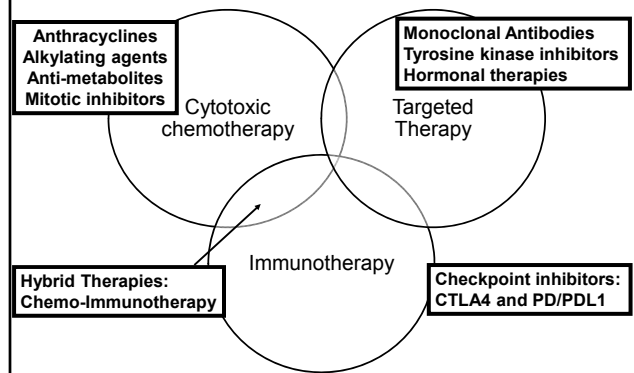 Anthracyclines
Alkylating agents
Anti-metabolites
Mitotic inhibitors
Monoclonal Antibodies
Tyrosine kinase inhibitors
Hormonal therapies
Cytotoxic
chemotherapy
Targeted
Therapy
Immunotherapy
Hybrid Therapies:
Chemo-Immunotherapy
Checkpoint inhibitors:
CTLA4 and PD/PDL1